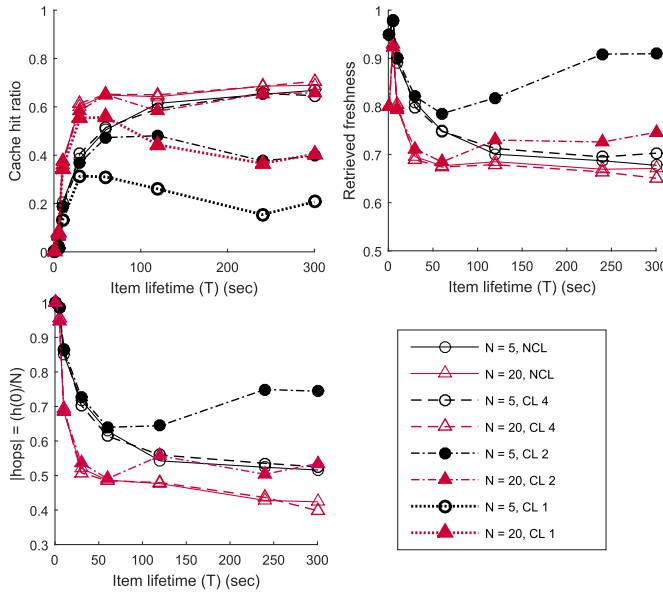 Cache hit ratio
1
0.8
0.6
0.4
0.2
0
0 50 100 150 200 250 300
Item lifetime (T) (sec)
Retrieved freshness
1
0.9
0.8
0.7
0.6
0.5
0 50 100 150 200 250 300
Item lifetime (T) (sec)
|hops| = (h(0)/N)
1
0.9
0.8
0.7
0.6
0.5
0.4
0.3
0 50 100 150 200 250 300
Item lifetime (T) (sec)
N = 5, NCL
N = 20, NCL
N = 5, CL 4
N = 20, CL 4
N = 5, CL 2
N = 20, CL 2
N = 5, CL 1
N = 20, CL 1